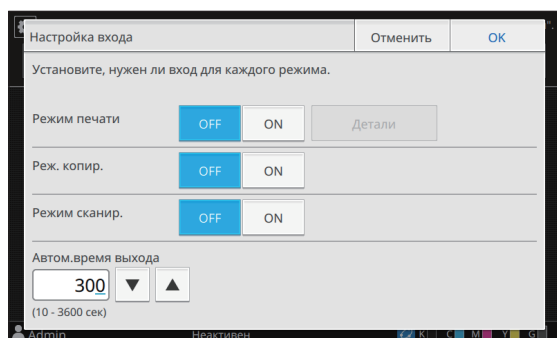 Настройка входа
Отменить
OK
Установите, нужен ли вход для каждого режима.
Режим печати
OFF
ON
Детали
Реж. копир.
OFF
ON
Режим сканир.
OFF
ON
Автом.время выхода
300
(10 - 3600 сек)
Admin
Неактивен
K
C
M
Y
G